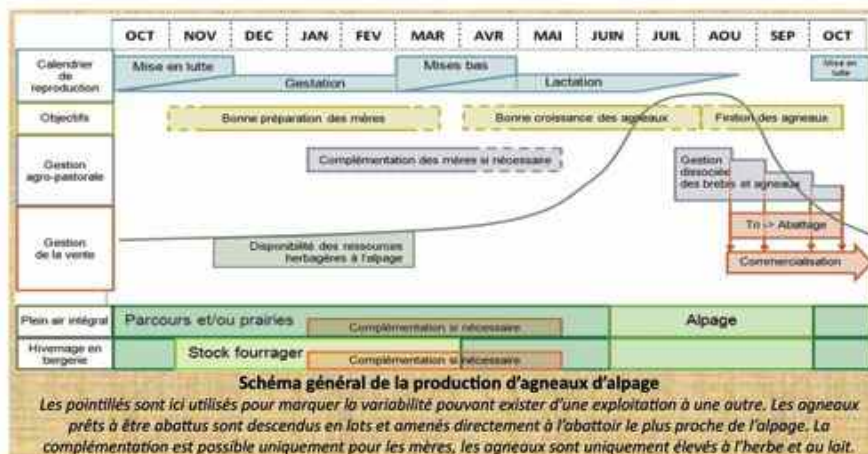 OCT NOV DEC JAN FEV MAR AVR MAI JUIN JUIL AOU SEP OCT
Calendrier
de
reproduction
Mise en lutte
Gestation
Mises bas
Lactation
Mise en
lutte
Objectifs
Bonne préparation des mères
Bonne croissance des agneaux
Finition des agneaux
Gestion
agro-pastorale
Complémentation des mères si nécessaire
Gestion
dissociée
des brebis et agneaux
Gestion
de la vente
Disponibilité des ressources
herbagères à l'alpage
Tri -> Abattage
Commercialisation
Plein air intégral
Parcours et/ou prairies
Complémentation si nécessaire
Alpage
Hivernage en
bergerie
Stock fourrager
Complémentation si nécessaire
Schéma général de la production d'agneaux d'alpage
Les pointillés sont ici utilisés pour marquer la variabilité pouvant exister d'une exploitation à une autre. Les agneaux
prêts à être abattus sont descendus en lots et amenés directement à l'abattoir le plus proche de l'alpage. La
complémentation est possible uniquement pour les mères, les agneaux sont uniquement élevés à l'herbe et au lait.